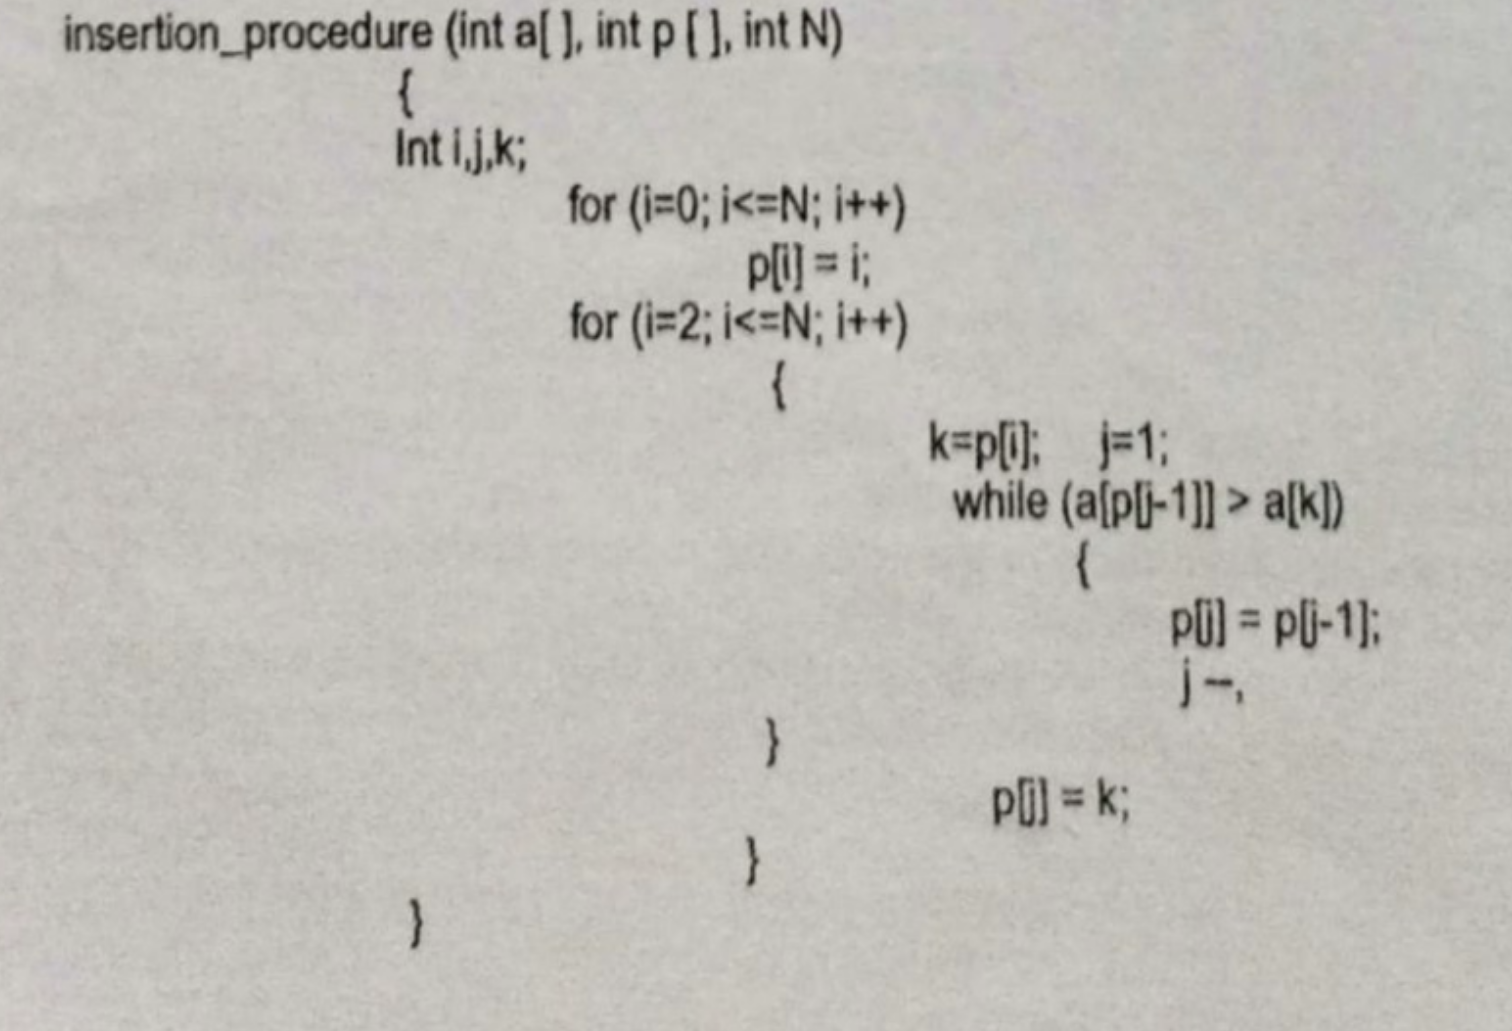 insertion_procedure (int a[ ], int p [ ], int N)
{
Int i,j,k;
for (i=0; i<=N; i++)
p[i] = i;
for (i=2; i<=N; i++)
{
k=p[i]; j=1;
while (a[p[j-1]] > a[k])
{
p[j] = p[j-1];
j --,
}
p[j] = k;
}
}